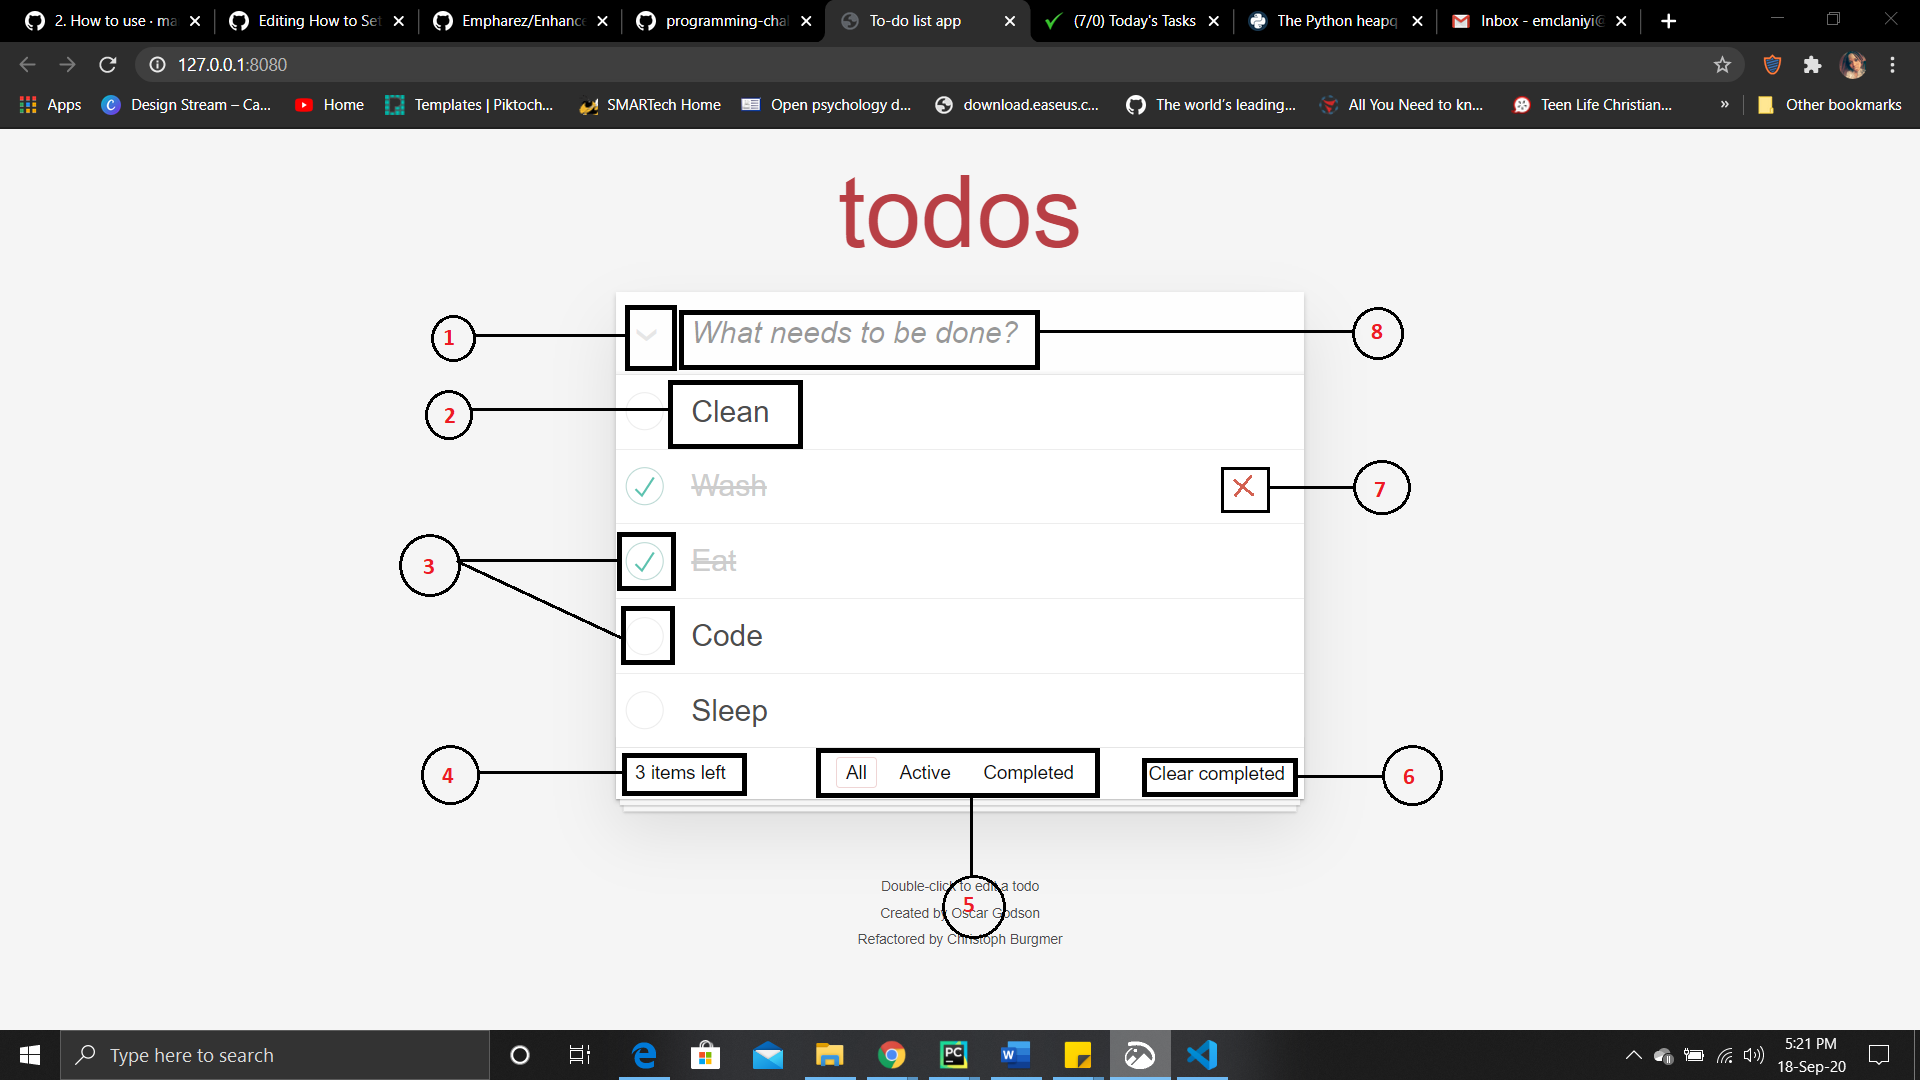 2. How to use · ma
Editing How to Set
Empharez/Enhance
programming-chal
To-do list app
(7/0) Today's Tasks
The Python heapq
Inbox - emclaniyi@
127.0.0.1:8080
Apps
Design Stream – Ca...
Home
Templates | Piktoch...
SMARTech Home
Open psychology d...
download.easeus.c...
The world's leading...
All You Need to kn...
Teen Life Christian...
»
Other bookmarks
todos
1
What needs to be done?
8
2
Clean
Wash
7
3
Eat
Code
Sleep
4
3 items left
All
Active
Completed
Clear completed
6
Double-click to edit a todo
5
Created by Oscar Godson
Refactored by Christoph Burgmer
Type here to search
5:21 PM
18-Sep-20